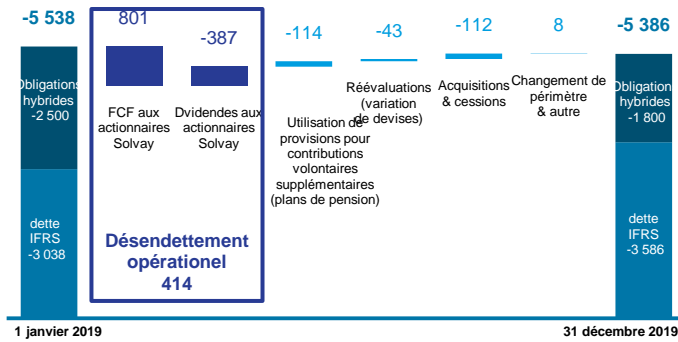 -5 538
801
-387
-114
-43
-112
8
-5 386
Obligations
hybrides
-2 500
FCF aux
actionnaires
Solvay
Dvidendes aux
actionnaires
Solvay
Utilisation de
provisions pour
contributions
volontaires
supplémentaires
(plans de pension)
Réévaluations
(variation
de devises)
Acquisitions
& cessions
Changement de
périmètre
& autre
Obligations
hybrides
-1 800
dette
IFRS
-3 038
Désendettement
opérationel
414
dette
IFRS
-3 586
1 janvier 2019
31 décembre 2019